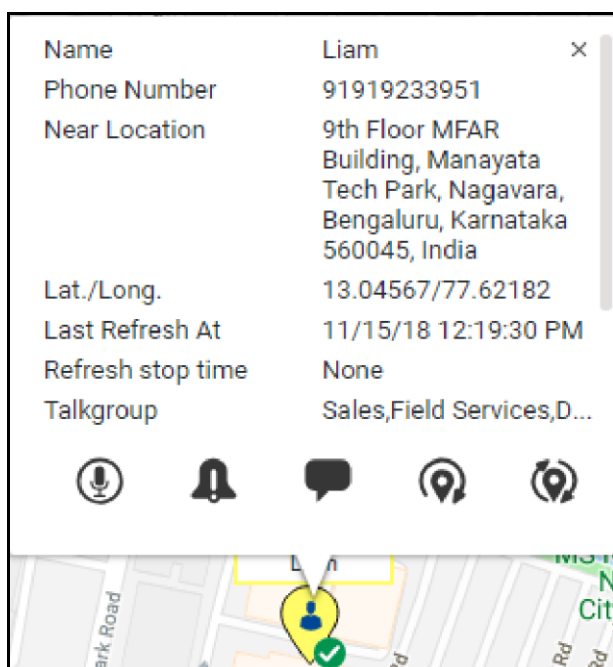 Name Liam ×
Phone Number 91919233951
Near Location 9th Floor MFAR
Building, Manayata
Tech Park, Nagavara,
Bengaluru, Karnataka
560045, India
Lat./Long. 13.04567/77.62182
Last Refresh At 11/15/18 12:19:30 PM
Refresh stop time None
Talkgroup Sales,Field Services,D...
ark Road
Rd
Rd